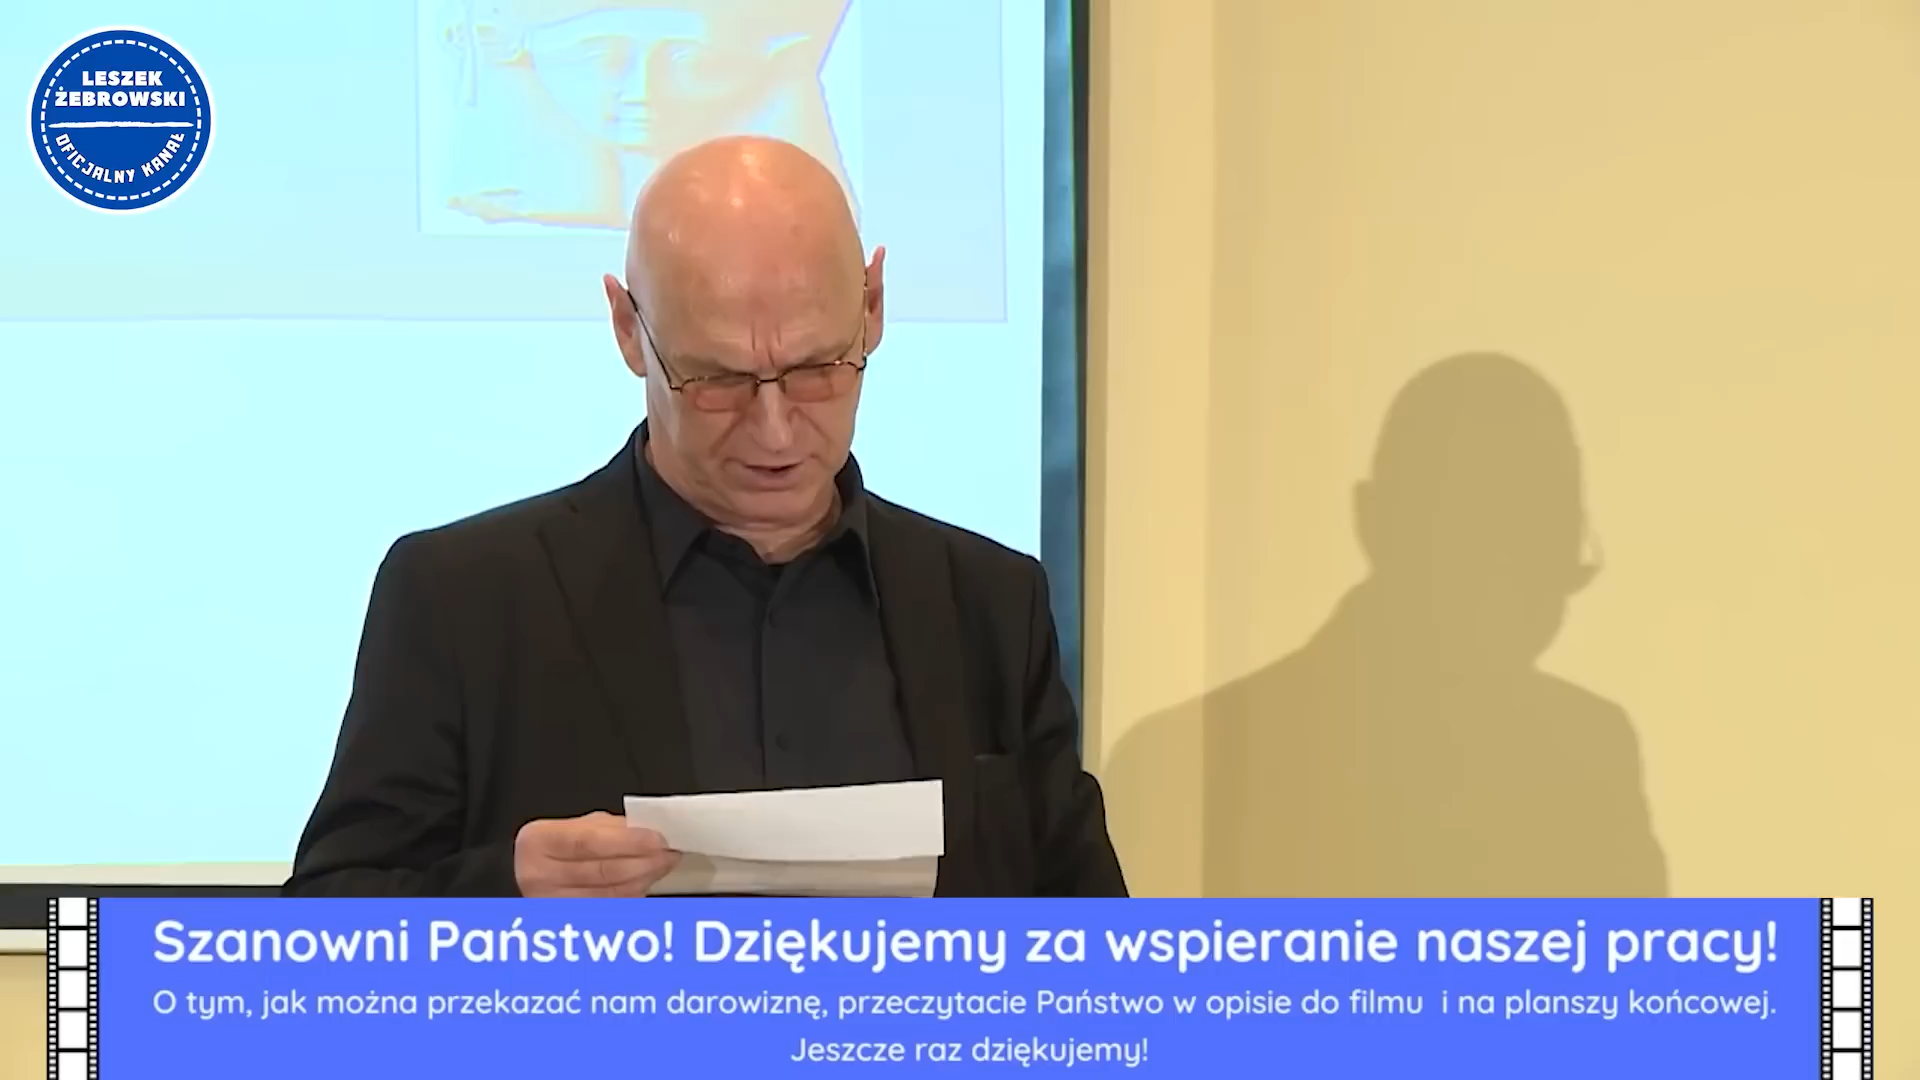 LESZEK
ŻEBROWSKI
OFICJALNY KANAŁ
Szanowni Państwo! Dziękujemy za wspieranie naszej pracy!
O tym, jak można przekazać nam darowiznę, przeczytacie Państwo w opisie do filmu i na planszy końcowej.
Jeszcze raz dziękujemy!